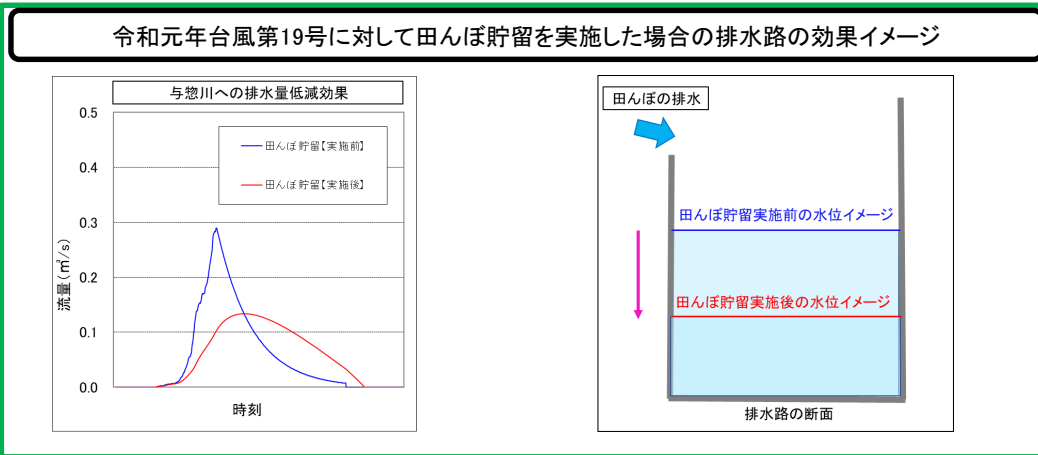 令和元年台風第19号に対して田んぼ貯留を実施した場合の排水路の効果イメージ
与惣川への排水量低減効果
0.5
0.4
0.3
0.2
0.1
0.0
流量(㎥/s)
時刻
田んぼ貯留【実施前】
田んぼ貯留【実施後】
田んぼの排水
田んぼ貯留実施前の水位イメージ
田んぼ貯留実施後の水位イメージ
排水路の断面